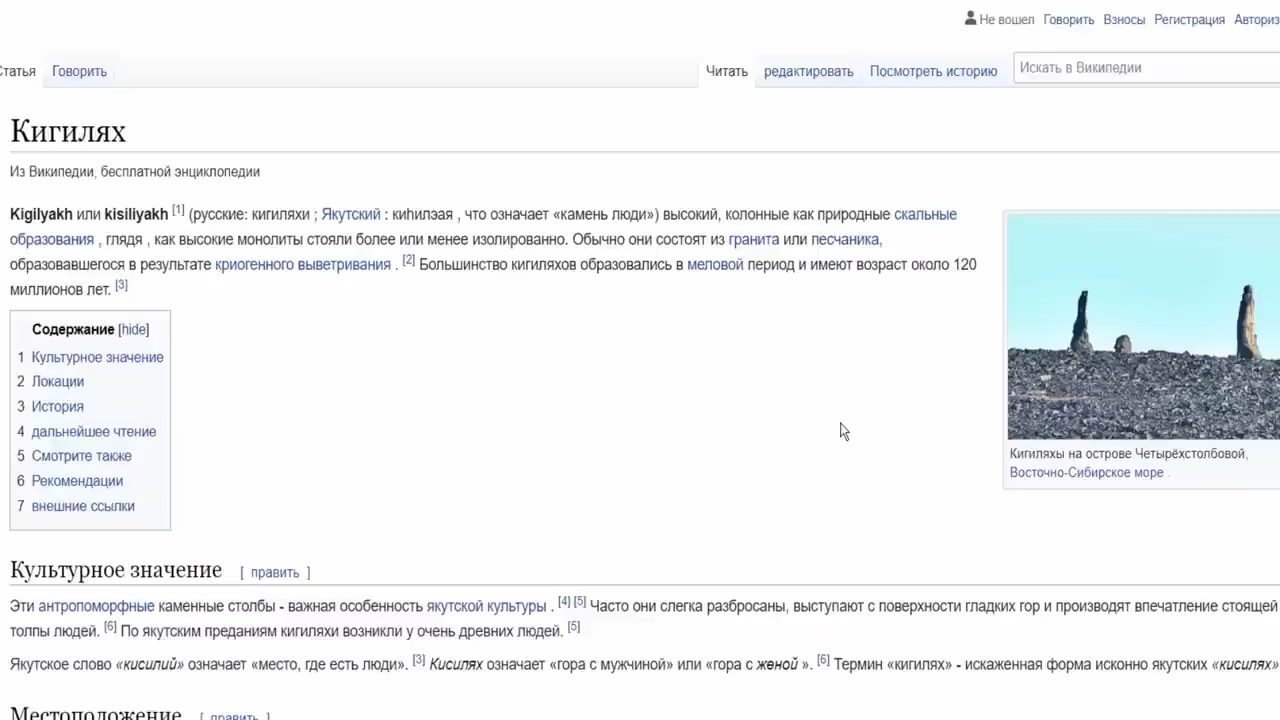 Не вошел Говорить Взносы Регистрация Авториз
Статья Говорить Читать редактировать Посмотреть историю Искать в Википедии
Кигилях
Из Википедии, бесплатной энциклопедии
Kigilyakh или kisiliyakh [1] (русские: кигиляхи ; Якутский : киһилэая , что означает «камень люди») высокий, колонные как природные скальные
образования , глядя , как высокие монолиты стояли более или менее изолированно. Обычно они состоят из гранита или песчаника,
образовавшегося в результате криогенного выветривания . [2] Большинство кигиляхов образовались в меловой период и имеют возраст около 120
миллионов лет. [3]
Содержание [hide]
1 Культурное значение
2 Локации
3 История
4 дальнейшее чтение
5 Смотрите также
6 Рекомендации
7 внешние ссылки
Кигиляхы на острове Четырёхстолбовой,
Восточно-Сибирское море .
Культурное значение [ править ]
Эти антропоморфные каменные столбы - важная особенность якутской культуры . [4] [5] Часто они слегка разбросаны, выступают с поверхности гладких гор и производят впечатление стоящей
толпы людей. [6] По якутским преданиям кигиляхи возникли у очень древних людей. [5]
Якутское слово «кисилий» означает «место, где есть люди». [3] Кисилях означает «гора с мужчиной» или «гора с женой ». [6] Термин «кигилях» - искаженная форма исконно якутских «кисилях»
Местоположение [ править ]